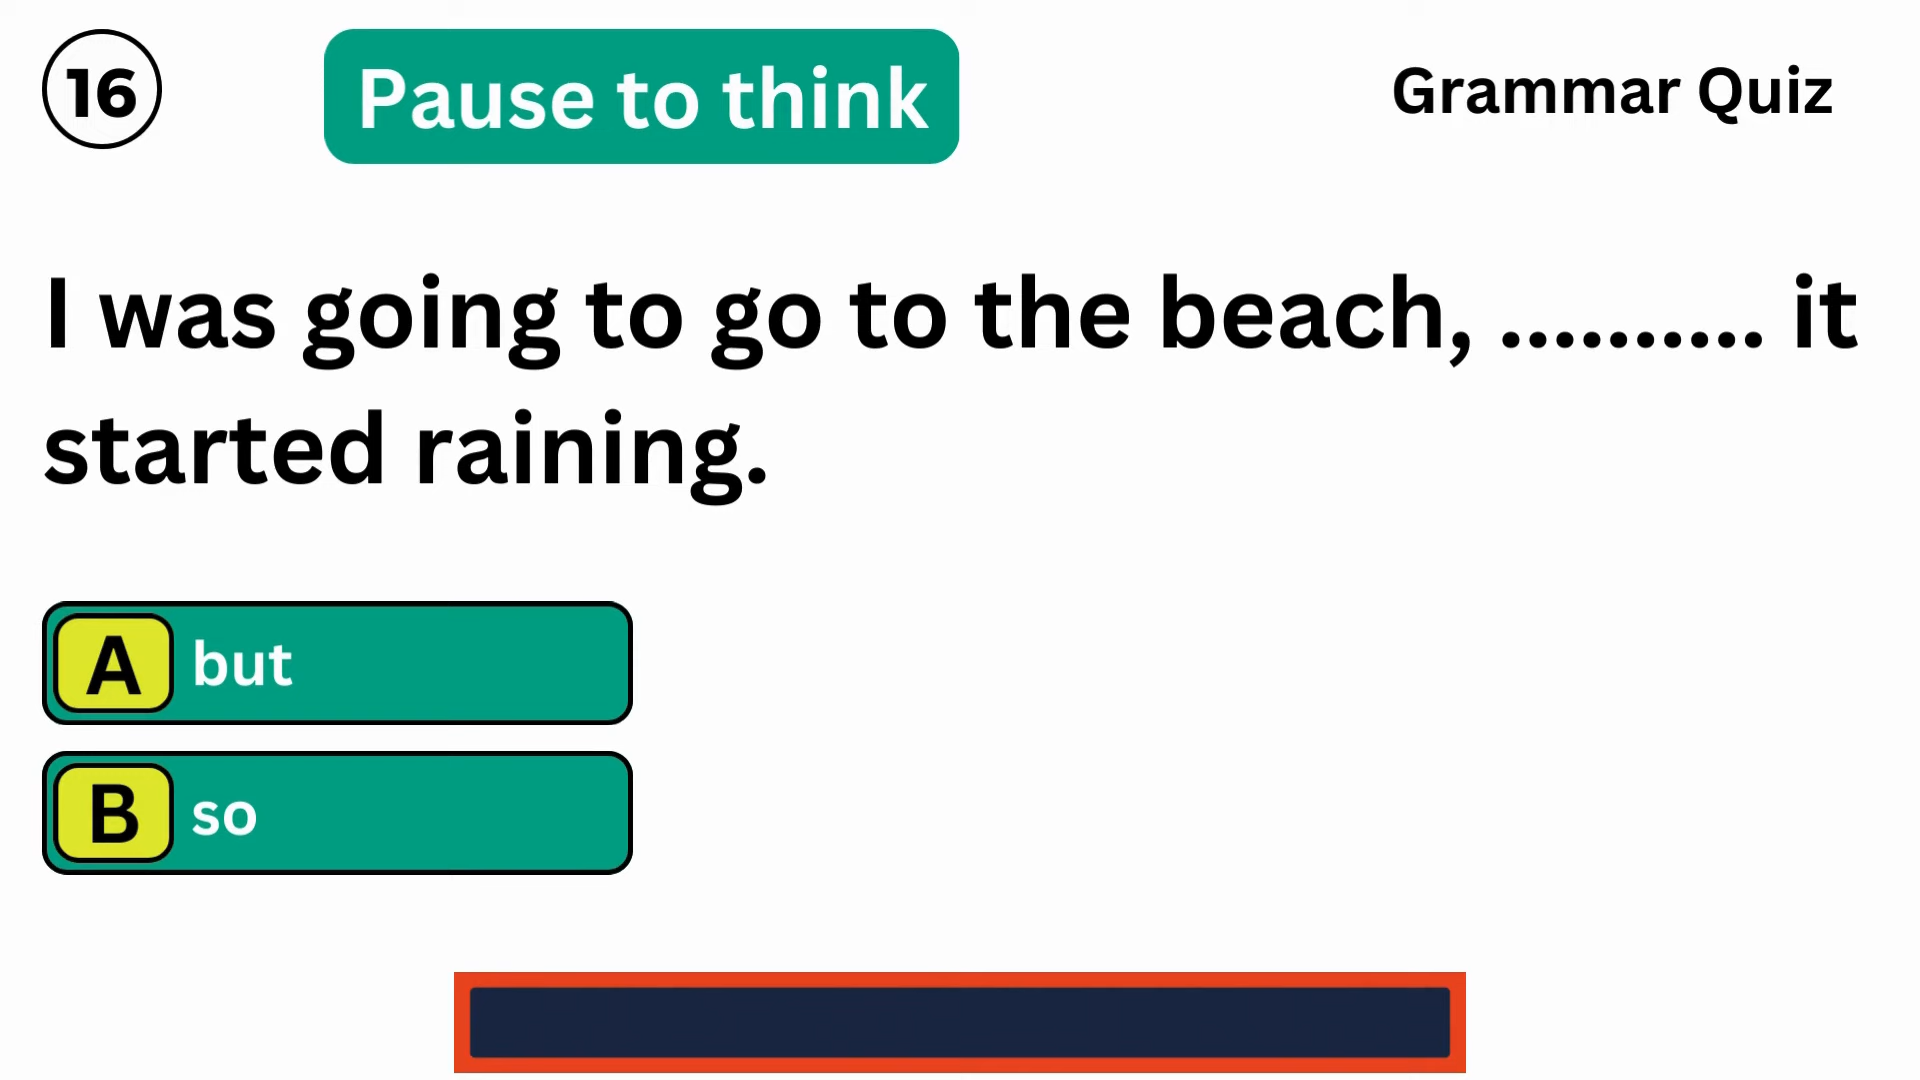 16
Pause to think
Grammar Quiz
I was going to go to the beach, .......... it
started raining.
A but
B so